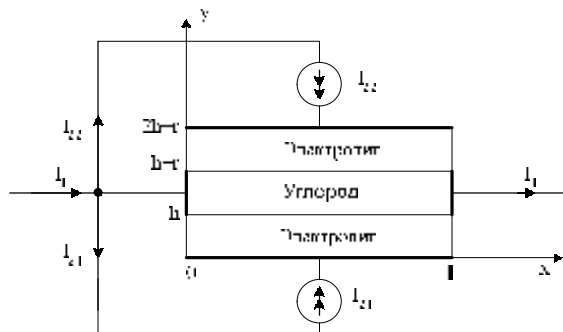 y
I₂₂
2h+r
I₂₂
Электролит
h+r
I₁
Углерод
I₁
h
Электролит
I₂₁
0
l
x
I₂₁